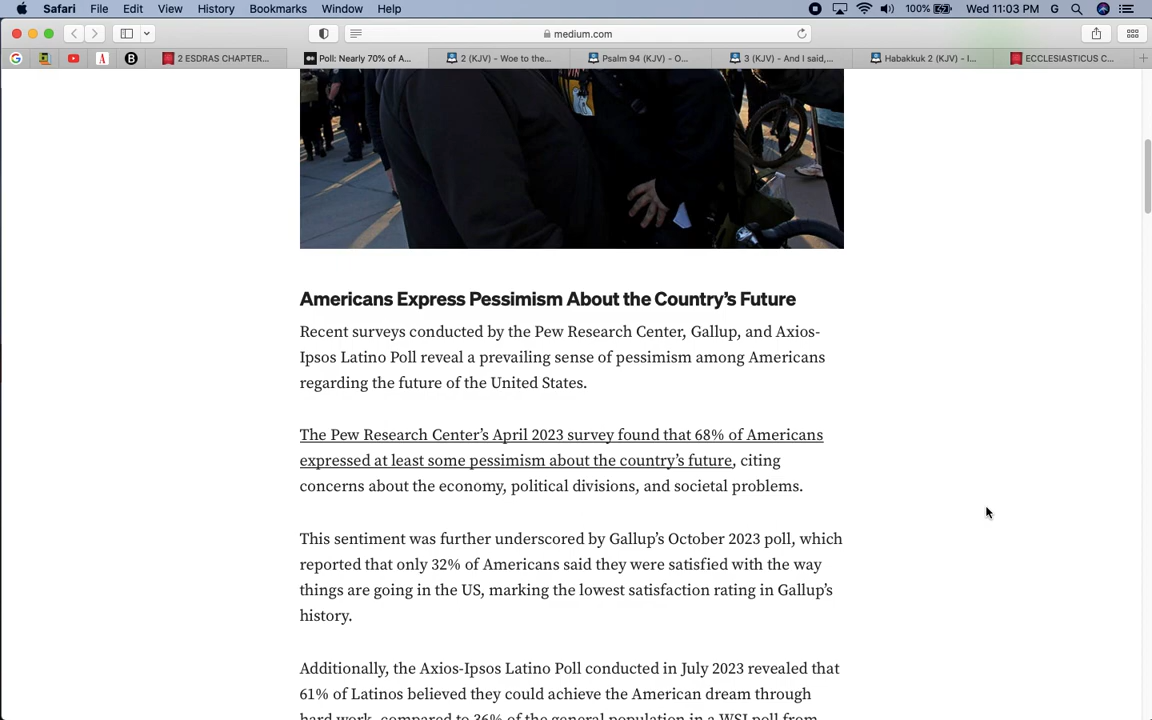 Safari File Edit View History Bookmarks Window Help 100% Wed 11:03 PM G
medium.com
G A B 2 ESDRAS CHAPTER... Poll: Nearly 70% of A... 2 (KJV) - Woe to the... Psalm 94 (KJV) - O... 3 (KJV) - And I said,... Habakkuk 2 (KJV) - I... ECCLESIASTICUS C...
Americans Express Pessimism About the Country’s Future
Recent surveys conducted by the Pew Research Center, Gallup, and Axios-
Ipsos Latino Poll reveal a prevailing sense of pessimism among Americans
regarding the future of the United States.
The Pew Research Center’s April 2023 survey found that 68% of Americans
expressed at least some pessimism about the country’s future, citing
concerns about the economy, political divisions, and societal problems.
This sentiment was further underscored by Gallup’s October 2023 poll, which
reported that only 32% of Americans said they were satisfied with the way
things are going in the US, marking the lowest satisfaction rating in Gallup’s
history.
Additionally, the Axios-Ipsos Latino Poll conducted in July 2023 revealed that
61% of Latinos believed they could achieve the American dream through
hard work, compared to 36% of the general population in a WSJ poll from